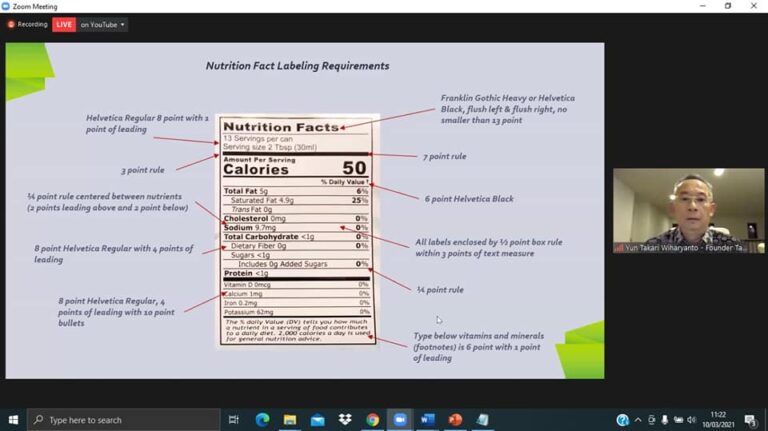 Zoom Meeting
Recording
LIVE
on YouTube
Nutrition Fact Labeling Requirements
Helvetica Regular 8 point with 1
point of leading
3 point rule
¼ point rule centered between nutrients
(2 points leading above and 2 point below)
8 point Helvetica Regular with 4 points of
leading
8 point Helvetica Regular, 4
points of leading with 10 point
bullets
Nutrition Facts
13 Servings per can
Serving size 2 Tbsp (30ml)
Amount Per Serving
Calories 50
% Daily Value
Total Fat 5g 6%
Saturated Fat 4.9g 25%
Trans Fat 0g
Cholesterol 0mg 0%
Sodium 9.7mg 0%
Total Carbohydrate <1g 0%
Dietary Fiber 0g 0%
Sugars <1g
Includes 0g Added Sugars 0%
Protein <1g
Vitamin D 0mcg 0%
Calcium 1mg 0%
Iron 0.2mg 0%
Potassium 62mg 0%
The % daily Value (DV) tells you how much
a nutrient in a serving of food contributes
to a daily diet. 2,000 calories a day is used
for general nutrition advice.
Franklin Gothic Heavy or Helvetica
Black, flush left & flush right, no
smaller than 13 point
7 point rule
6 point Helvetica Black
All labels enclosed by ½ point box rule
within 3 points of text measure
¼ point rule
Type below vitamins and minerals
(footnotes) is 6 point with 1 point
of leading
Yun Takari Wiharyanto - Founder Ta...
Type here to search
11:22
10/03/2021